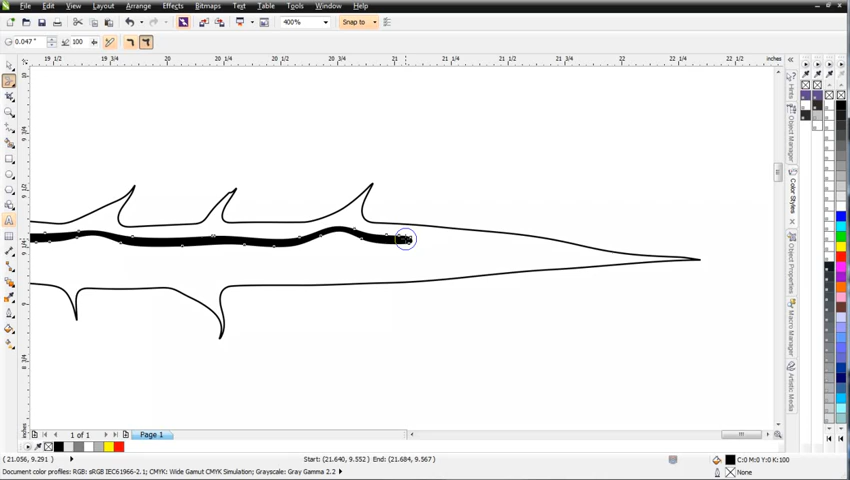 File Edit View Layout Arrange Effects Bitmaps Text Table Tools Window Help
400% Snap to
0.047" 100
19 1/2 19 3/4 20 20 1/4 20 1/2 20 3/4 21 21 1/4 21 1/2 21 3/4 22 22 1/4 22 1/2 inches
Hints
Object Manager
Color Styles
Object Properties
Macro Manager
Artistic Media
inches
1 of 1 Page 1
(21.056, 9.291) Start: (21.640, 9.552) End: (21.684, 9.567) C:0 M:0 Y:0 K:100
Document color profiles: RGB: sRGB IEC61966-2.1; CMYK: Wide Gamut CMYK Simulation; Grayscale: Gray Gamma 2.2 None